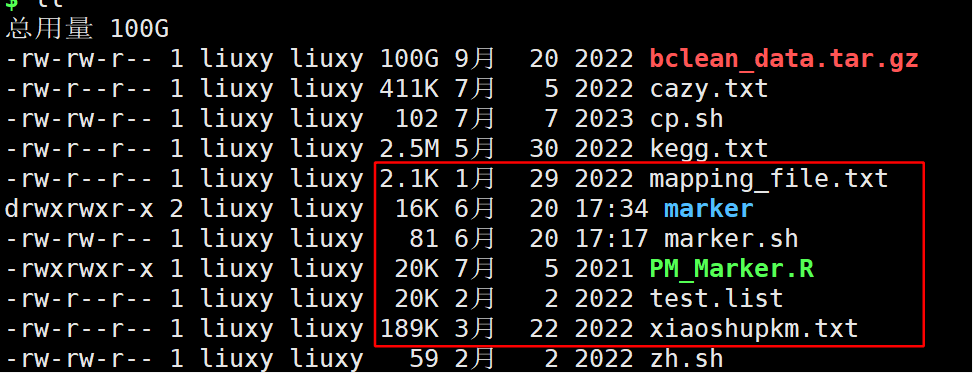 总用量 100G
-rw-rw-r-- 1 liuxy liuxy 100G 9月 20 2022 bclean_data.tar.gz
-rw-r--r-- 1 liuxy liuxy 411K 7月 5 2022 cazy.txt
-rw-rw-r-- 1 liuxy liuxy 102 7月 7 2023 cp.sh
-rw-r--r-- 1 liuxy liuxy 2.5M 5月 30 2022 kegg.txt
-rw-r--r-- 1 liuxy liuxy 2.1K 1月 29 2022 mapping_file.txt
drwxrwxr-x 2 liuxy liuxy 16K 6月 20 17:34 marker
-rw-rw-r-- 1 liuxy liuxy 81 6月 20 17:17 marker.sh
-rwxrwxr-x 1 liuxy liuxy 20K 7月 5 2021 PM_Marker.R
-rw-r--r-- 1 liuxy liuxy 20K 2月 2 2022 test.list
-rw-r--r-- 1 liuxy liuxy 189K 3月 22 2022 xiaoshupkm.txt
-rw-rw-r-- 1 liuxy liuxy 59 2月 2 2022 zh.sh